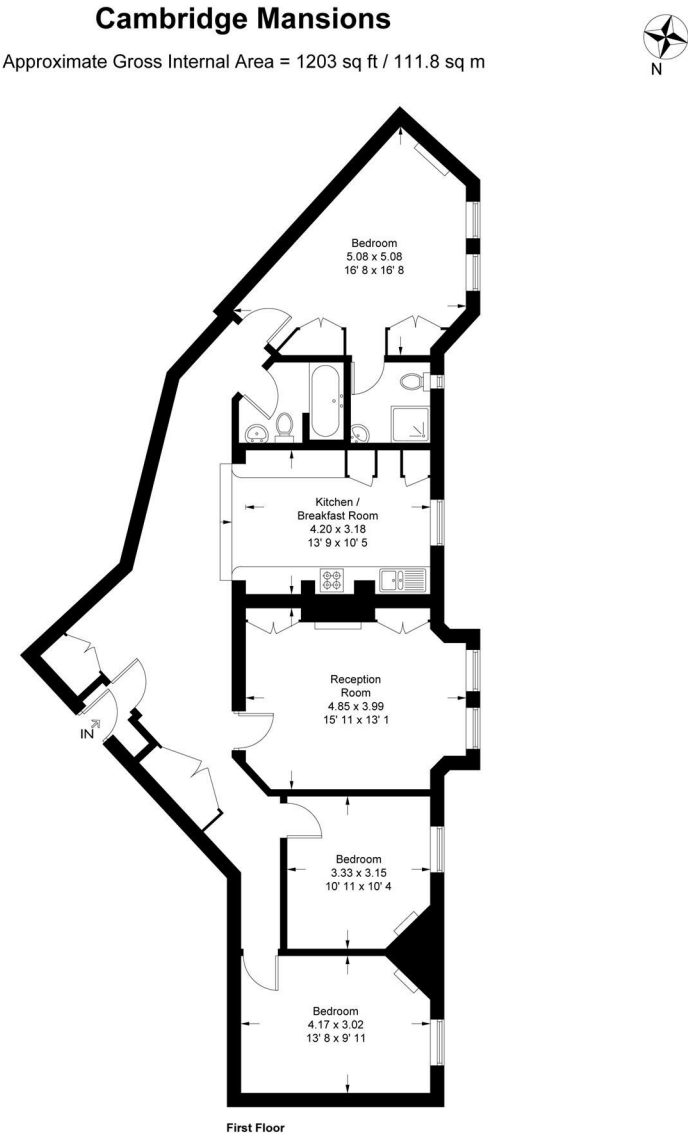 Cambridge Mansions
Approximate Gross Internal Area = 1203 sq ft / 111.8 sq m
N
Bedroom
5.08 x 5.08
16' 8 x 16' 8
Kitchen /
Breakfast Room
4.20 x 3.18
13' 9 x 10' 5
Reception
Room
4.85 x 3.99
15' 11 x 13' 1
IN
Bedroom
3.33 x 3.15
10' 11 x 10' 4
Bedroom
4.17 x 3.02
13' 8 x 9' 11
First Floor